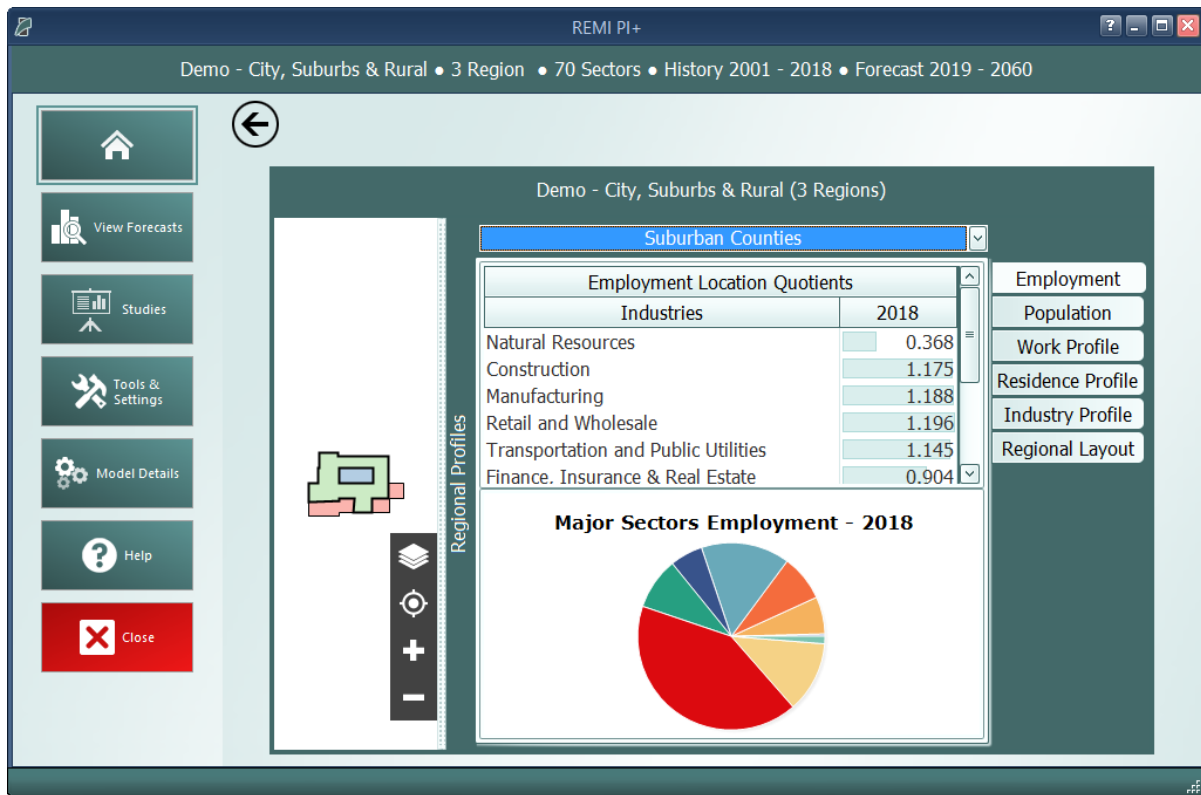 REMI PI+
Demo - City, Suburbs & Rural ● 3 Region ● 70 Sectors ● History 2001 - 2018 ● Forecast 2019 - 2060
View Forecasts
Studies
Tools &
Settings
Model Details
Help
Close
Demo - City, Suburbs & Rural (3 Regions)
Regional Profiles
Suburban Counties
Employment Location Quotients
Industries 2018
Natural Resources 0.368
Construction 1.175
Manufacturing 1.188
Retail and Wholesale 1.196
Transportation and Public Utilities 1.145
Finance, Insurance & Real Estate 0.904
Major Sectors Employment - 2018
Employment
Population
Work Profile
Residence Profile
Industry Profile
Regional Layout